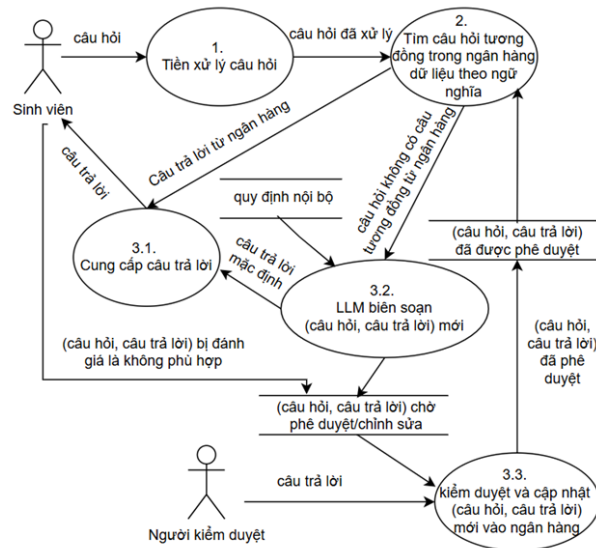 câu hỏi
1.
Tiền xử lý câu hỏi
câu hỏi đã xử lý
2.
Tìm câu hỏi tương
đồng trong ngân hàng
dữ liệu theo ngữ
nghĩa
Sinh viên
câu trả lời
Câu trả lời từ ngân hàng
câu hỏi không có câu
tương đồng từ ngân hàng
quy định nội bộ
(câu hỏi, câu trả lời)
đã được phê duyệt
3.1.
Cung cấp câu trả lời
câu trả lời
mặc định
3.2.
LLM biên soạn
(câu hỏi, câu trả lời) mới
(câu hỏi, câu trả lời) bị đánh
giá là không phù hợp
(câu hỏi,
câu trả lời)
đã phê
duyệt
(câu hỏi, câu trả lời) chờ
phê duyệt/chỉnh sửa
câu trả lời
Người kiểm duyệt
3.3.
kiểm duyệt và cập nhật
(câu hỏi, câu trả lời)
mới vào ngân hàng